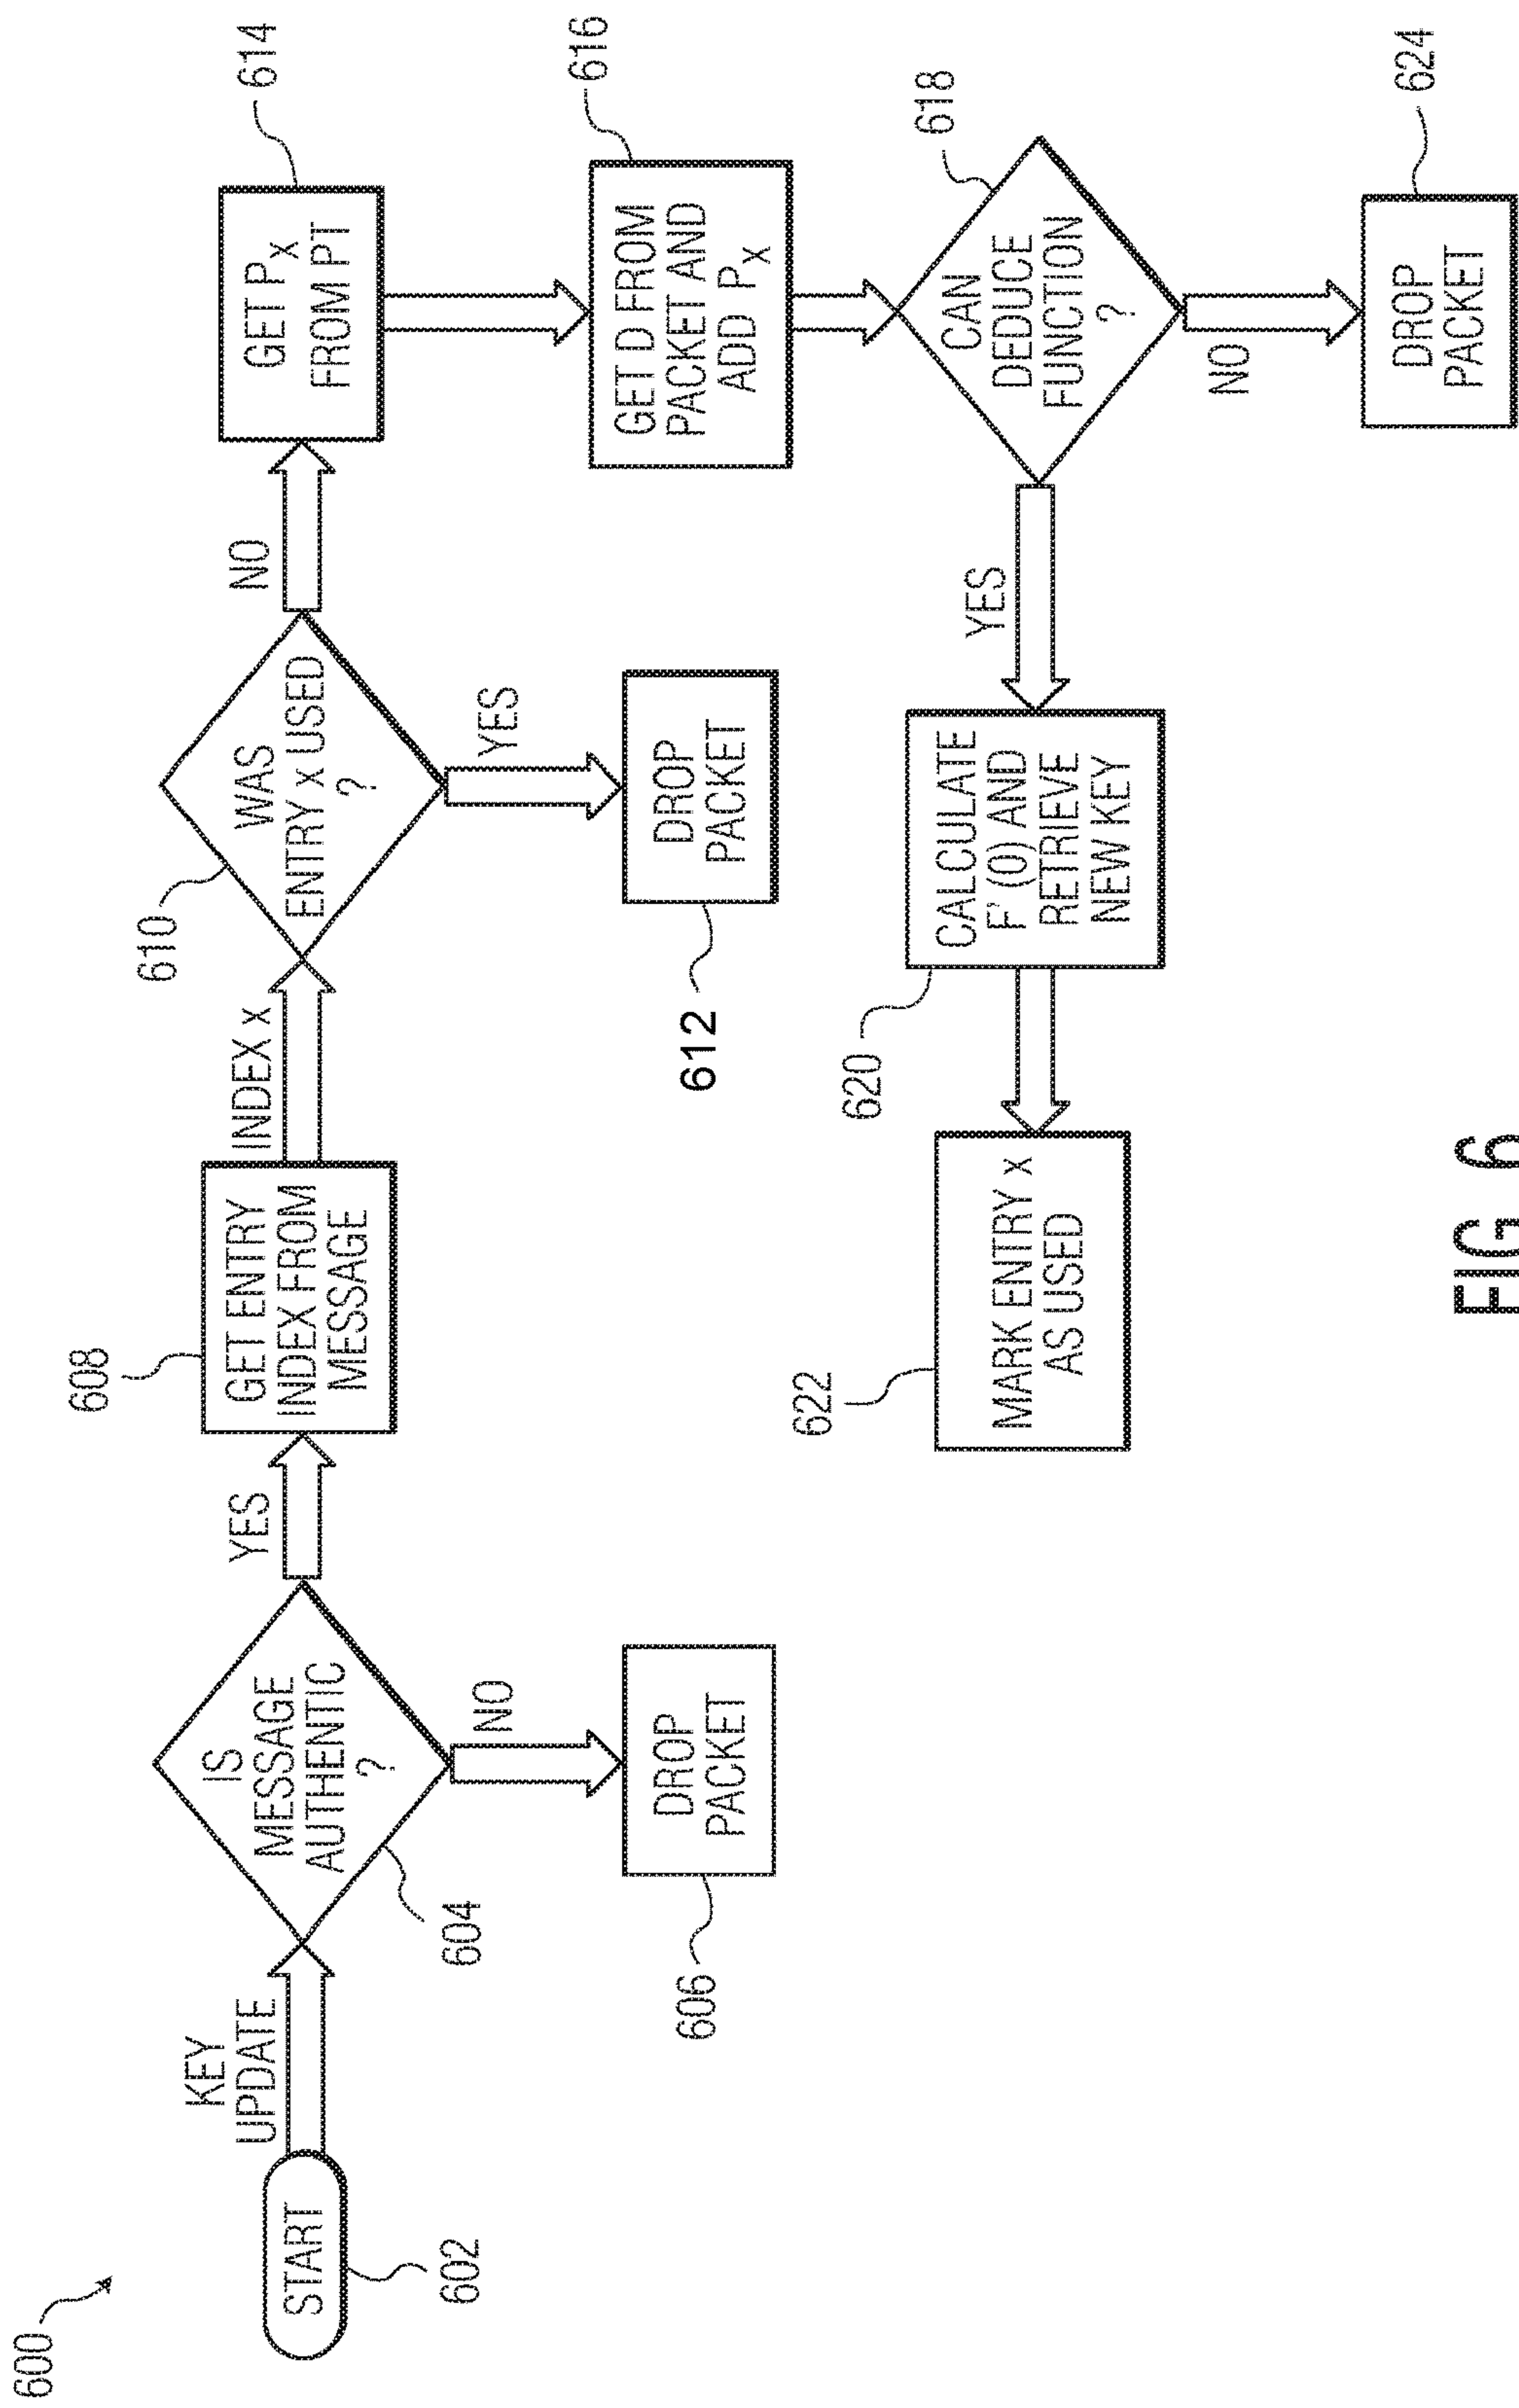 600
START
602
KEY
UPDATE
IS
MESSAGE
AUTHENTIC
?
604
NO
DROP
PACKET
606
YES
GET ENTRY
INDEX FROM
MESSAGE
608
INDEX x
WAS
ENTRY x USED
?
610
YES
DROP
PACKET
612
NO
GET Px
FROM PT
614
GET D FROM
PACKET AND
ADD Px
616
CAN
DEDUCE
FUNCTION
?
618
NO
DROP
PACKET
624
YES
CALCULATE
F' (0) AND
RETRIEVE
NEW KEY
620
MARK ENTRY x
AS USED
622
FIG 6